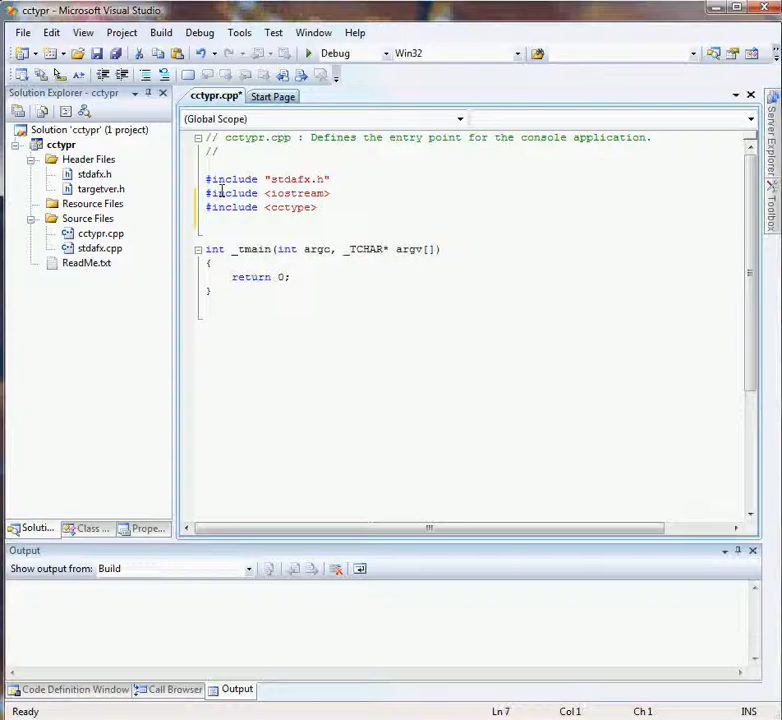 cctypr - Microsoft Visual Studio
File Edit View Project Build Debug Tools Test Window Help
Debug Win32
Solution Explorer - cctypr
cctypr.cpp* Start Page
(Global Scope)
Solution 'cctypr' (1 project)
cctypr
Header Files
stdafx.h
targetver.h
Resource Files
Source Files
cctypr.cpp
stdafx.cpp
ReadMe.txt
// cctypr.cpp : Defines the entry point for the console application.
//
#include "stdafx.h"
#include <iostream>
#include <cctype>
int _tmain(int argc, _TCHAR* argv[])
{
return 0;
}
Server Explorer
Toolbox
Soluti... Class ... Prope...
Output
Show output from: Build
Code Definition Window Call Browser Output
Ready Ln 7 Col 1 Ch 1 INS